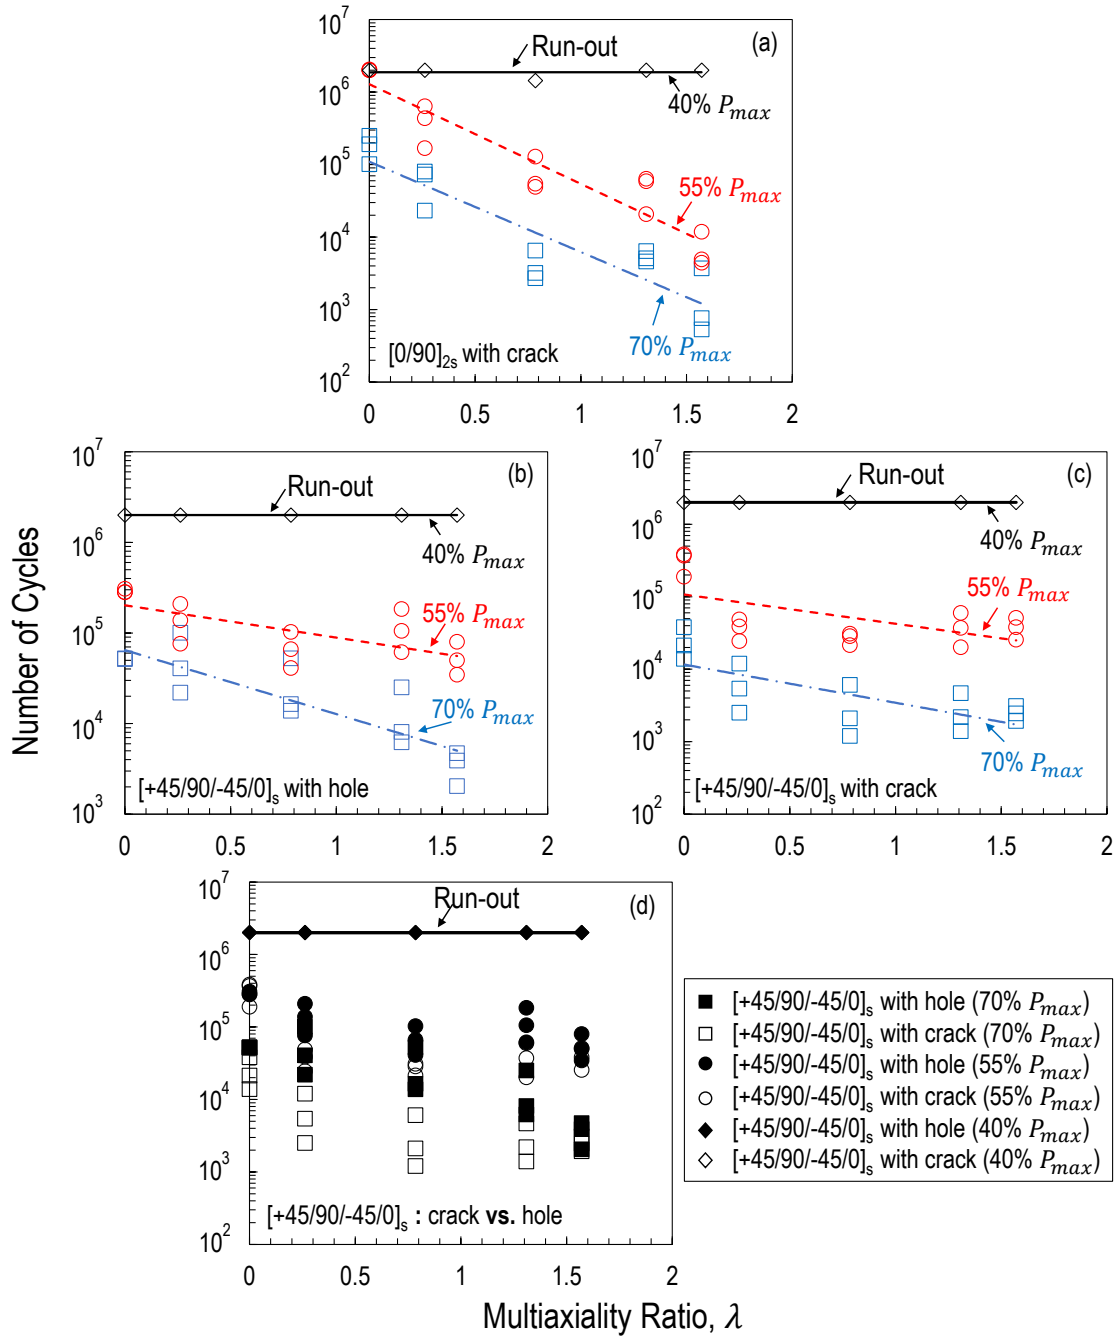 10^7
10^6
10^5
10^4
10^3
10^2
0
0.5
1
1.5
2
(a)
Run-out
40% P_max
55% P_max
70% P_max
[0/90]_2s with crack
10^7
10^6
10^5
10^4
10^3
0
0.5
1
1.5
2
(b)
Run-out
40% P_max
55% P_max
70% P_max
[+45/90/-45/0]_s with hole
10^7
10^6
10^5
10^4
10^3
10^2
0
0.5
1
1.5
2
(c)
Run-out
40% P_max
55% P_max
70% P_max
[+45/90/-45/0]_s with crack
Number of Cycles
10^7
10^6
10^5
10^4
10^3
10^2
0
0.5
1
1.5
2
(d)
Run-out
[+45/90/-45/0]_s : crack vs. hole
[+45/90/-45/0]_s with hole (70% P_max)
[+45/90/-45/0]_s with crack (70% P_max)
[+45/90/-45/0]_s with hole (55% P_max)
[+45/90/-45/0]_s with crack (55% P_max)
[+45/90/-45/0]_s with hole (40% P_max)
[+45/90/-45/0]_s with crack (40% P_max)
Multiaxiality Ratio, λ